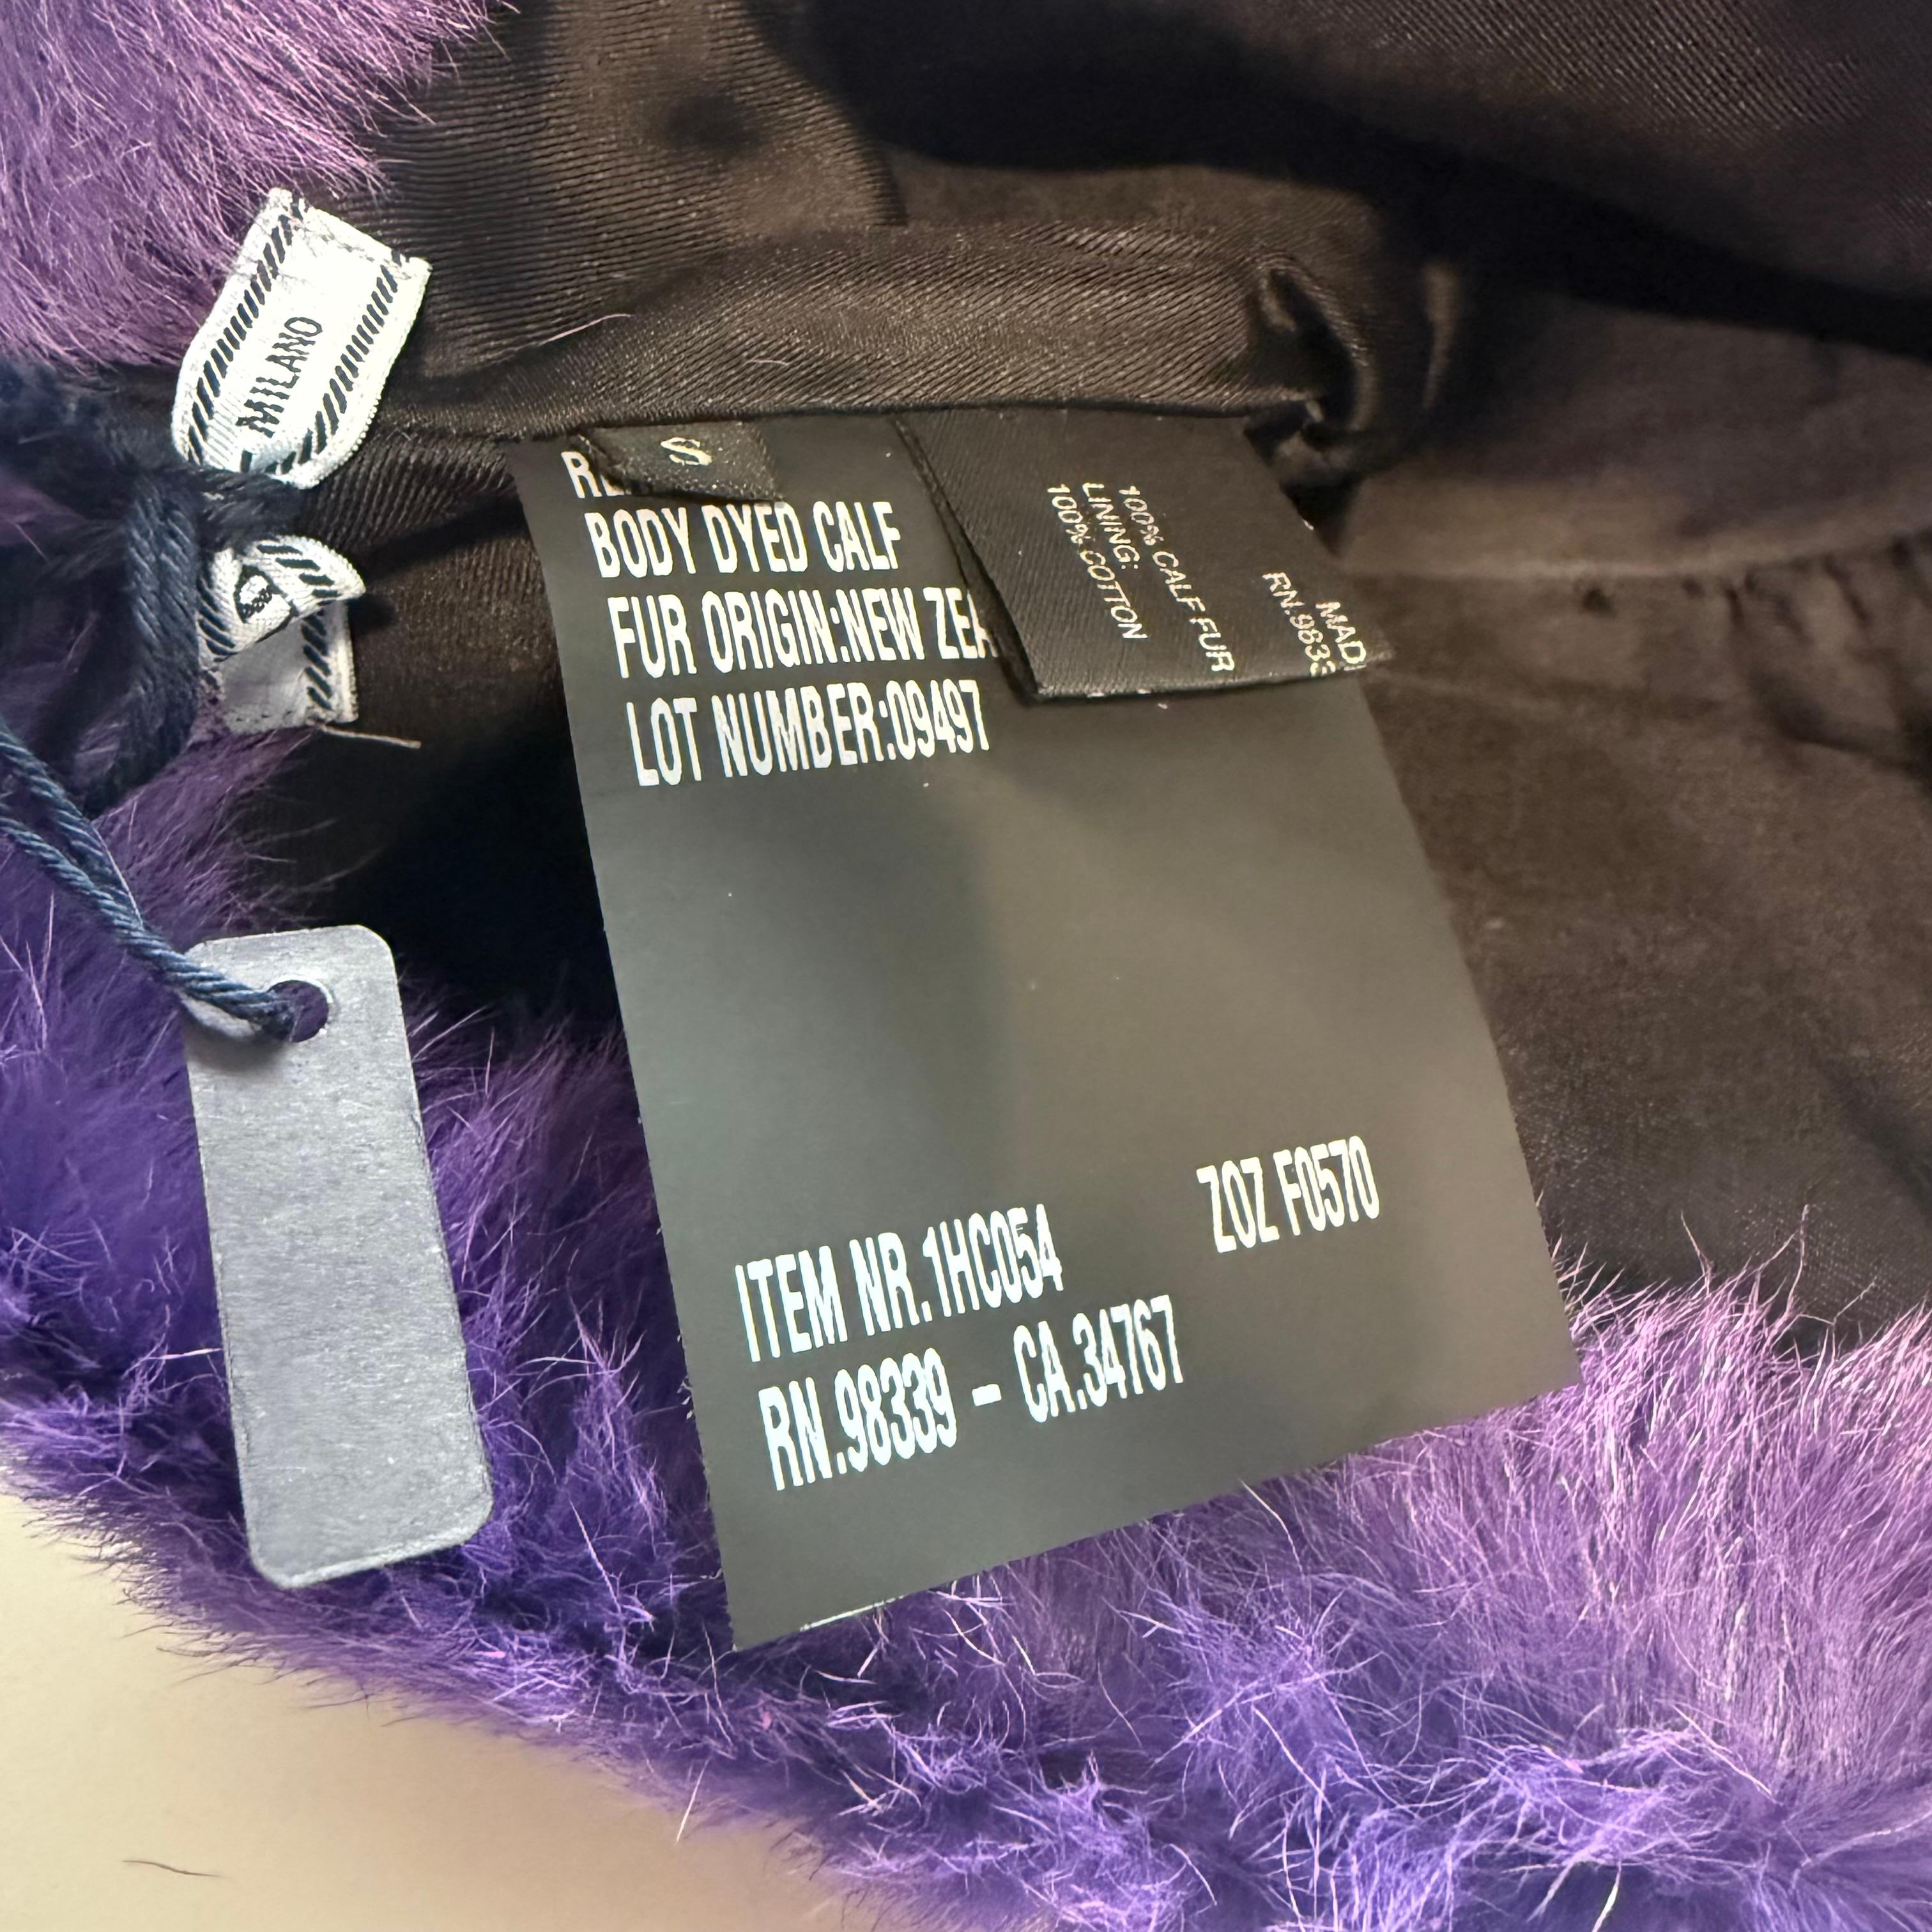 MILANO
S
BODY DYED CALF
FUR ORIGIN:NEW
LOT NUMBER:09497
100% CALF FUR
LINING:
100% COTTON
ITEM NR.1HC054 ZOZ F0570
RN.98339 - CA.34767